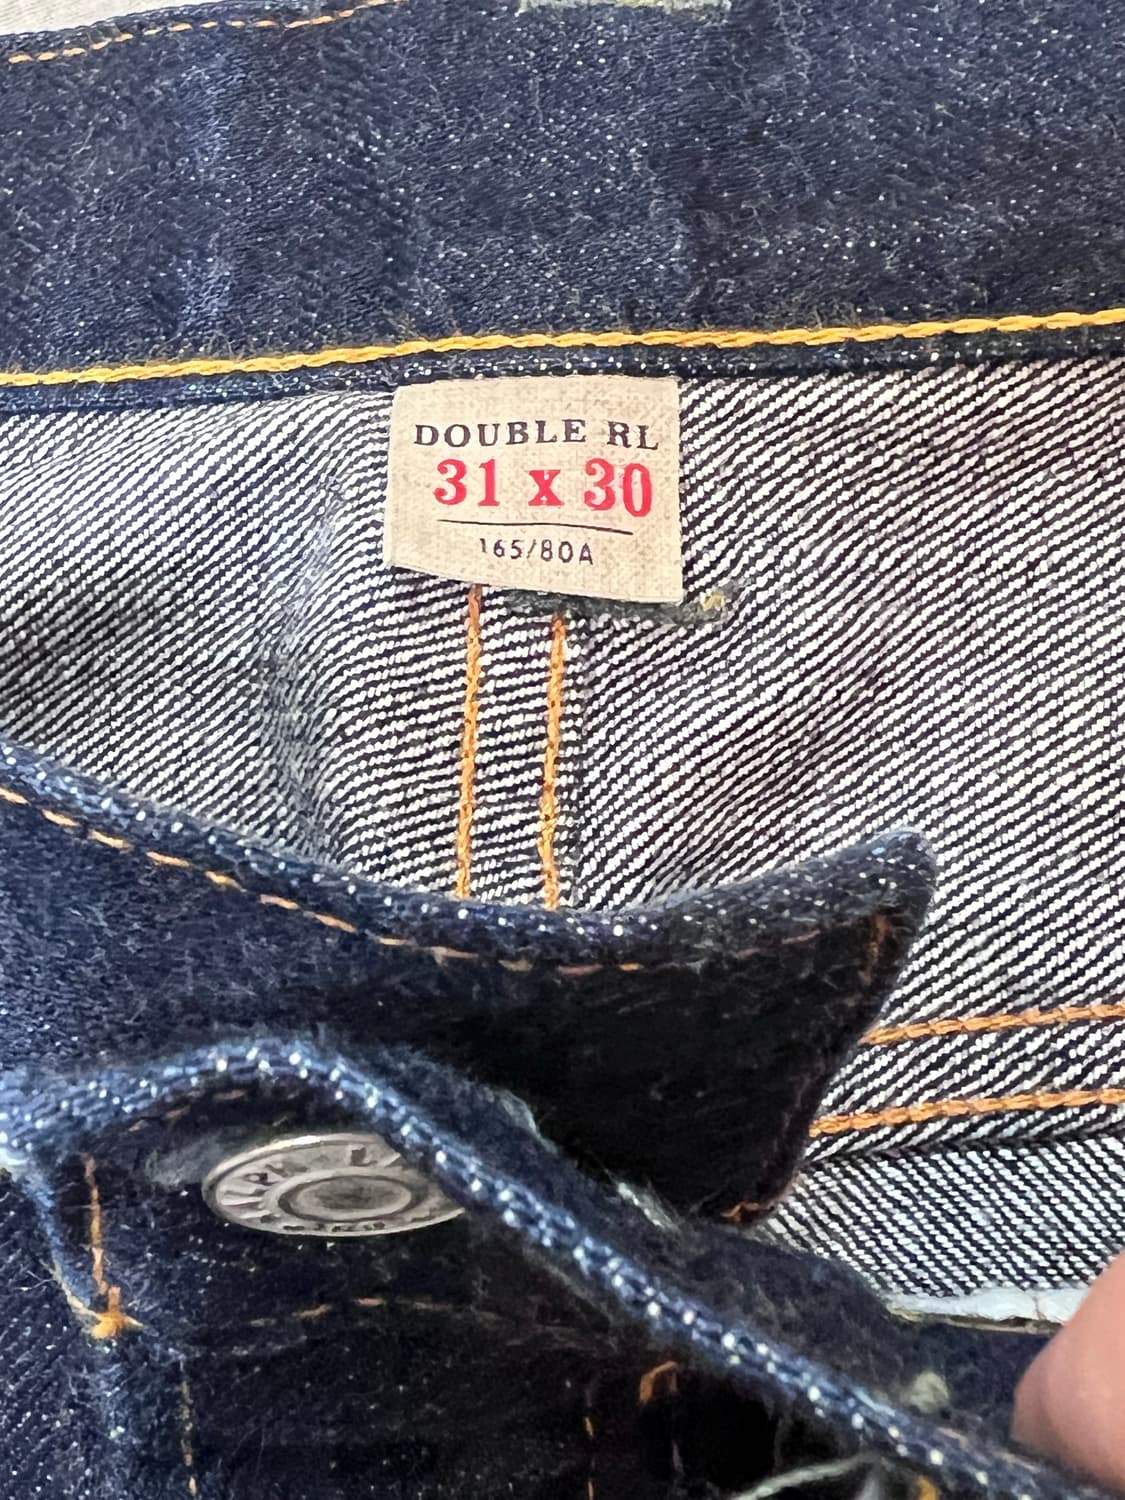 DOUBLE RL
31 x 30
165/80A